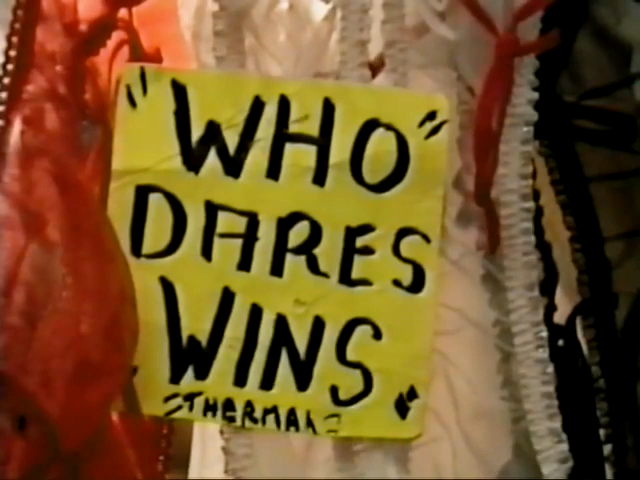 "WHO"
DARES
WINS
=THERMAL=